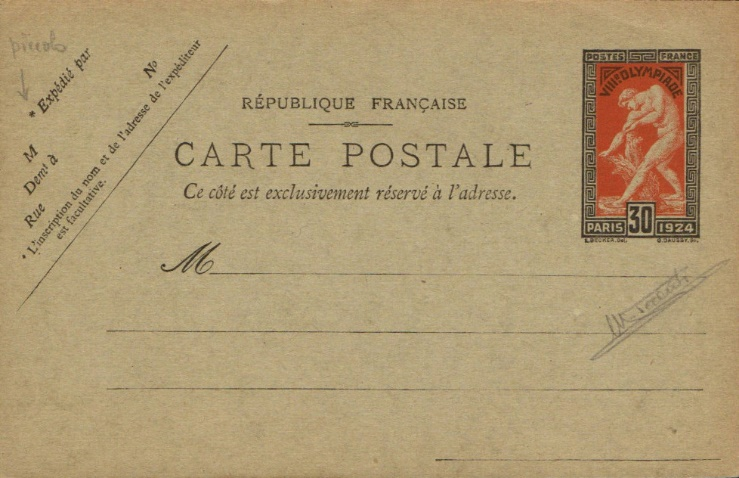 piccolo
* Expédié par
N°
M
Demt à
Rue
* L'inscription du nom et de l'adresse de l'expéditeur
est facultative.
RÉPUBLIQUE FRANÇAISE
CARTE POSTALE
Ce côté est exclusivement réservé à l'adresse.
M
POSTES FRANCE
VIIIe OLYMPIADE
PARIS 30 1924